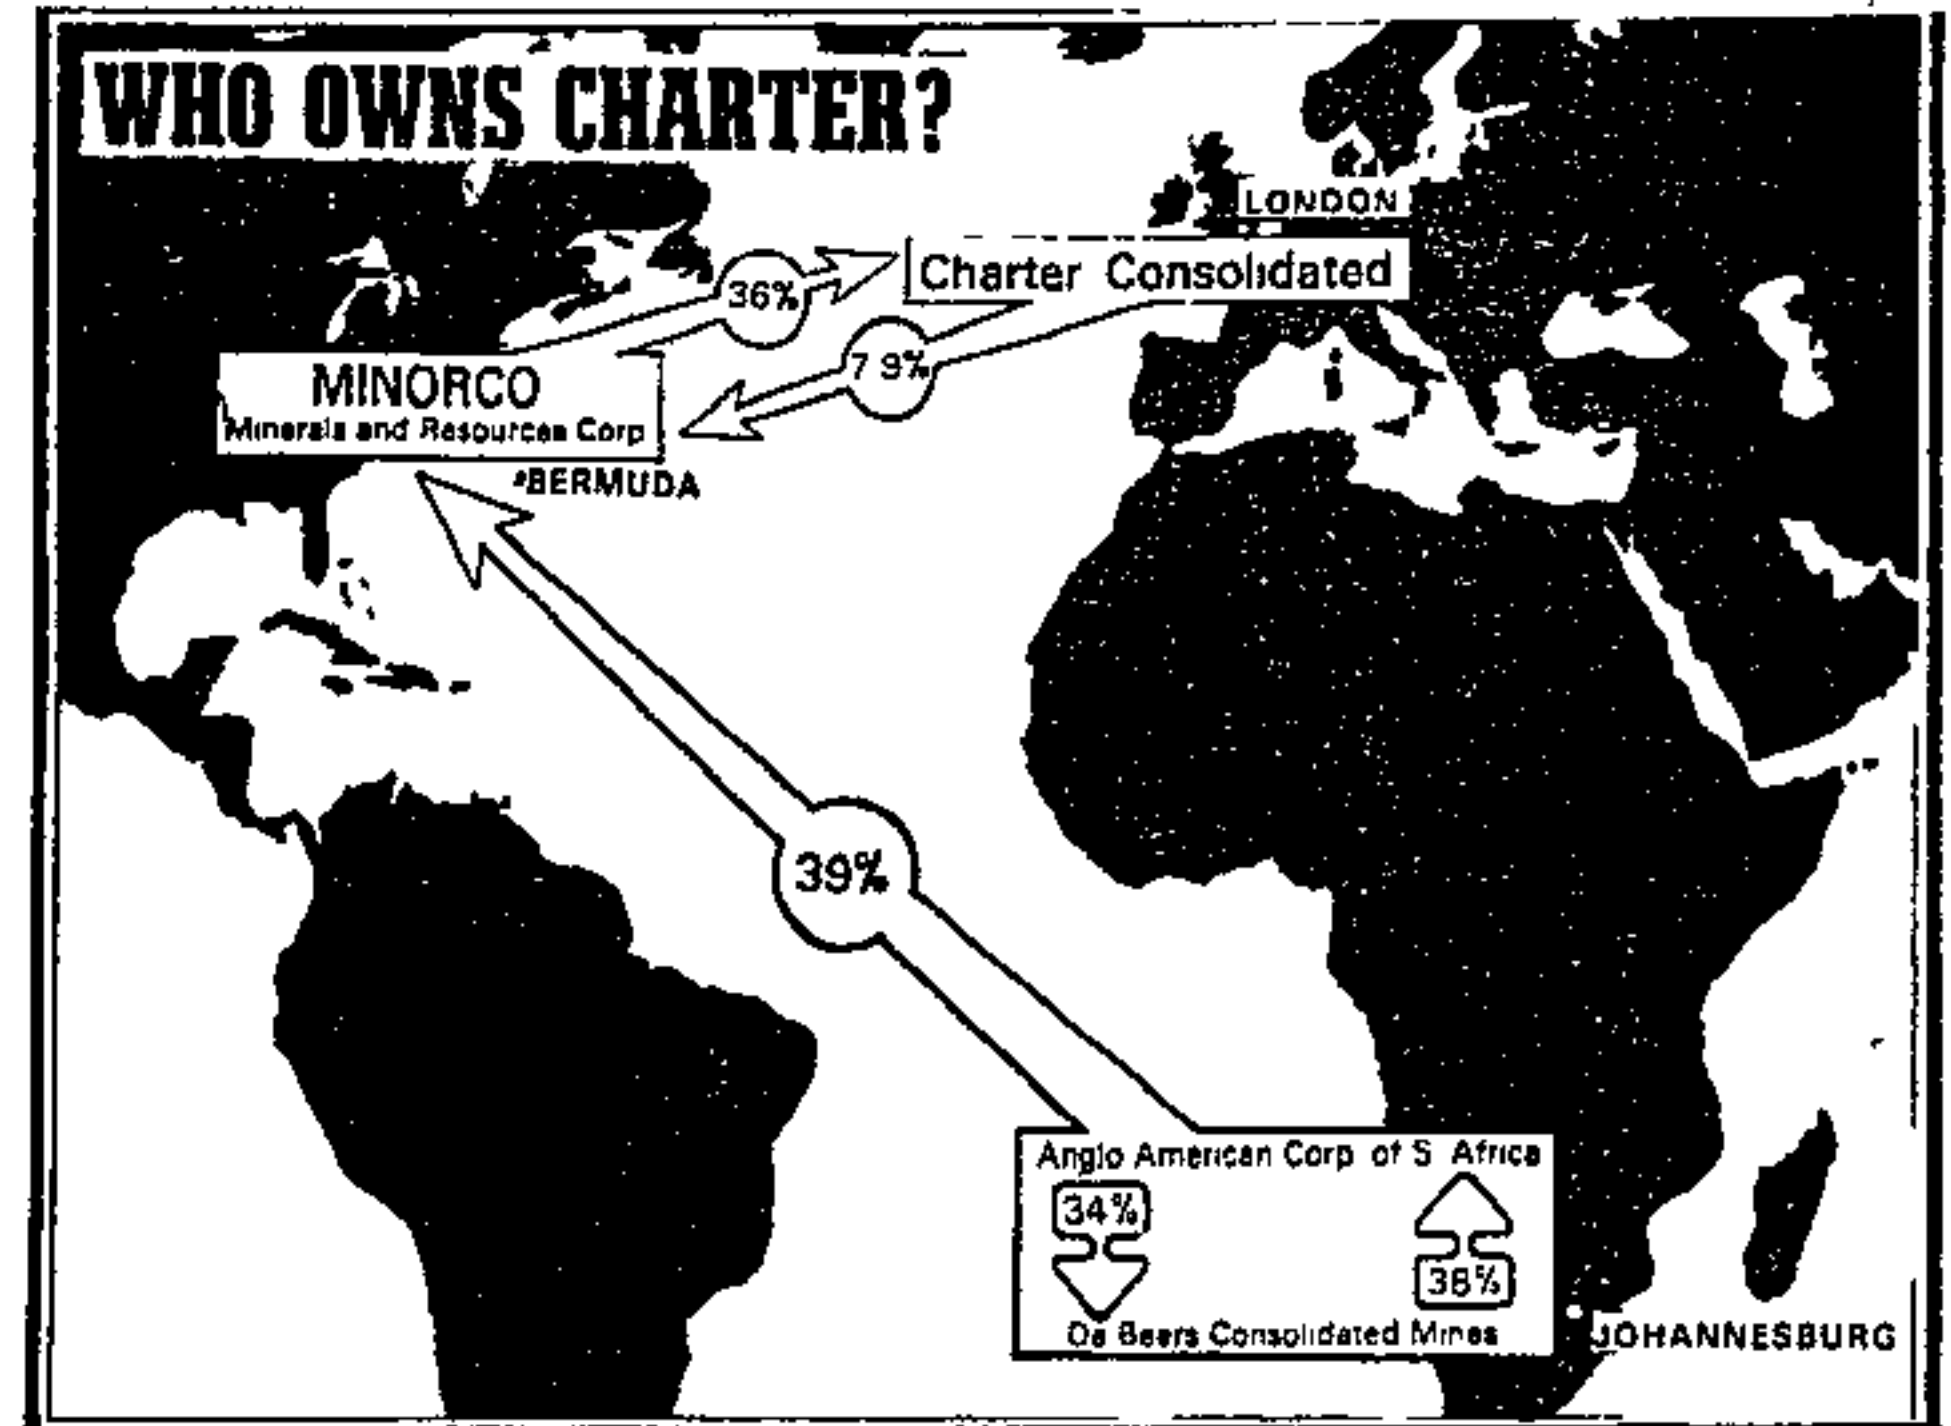 WHO OWNS CHARTER?
LONDON
36%
Charter Consolidated
7 9%
MINORCO
Minerals and Resources Corp
BERMUDA
39%
Anglo American Corp of S Africa
34%
38%
De Beers Consolidated Mines
JOHANNESBURG